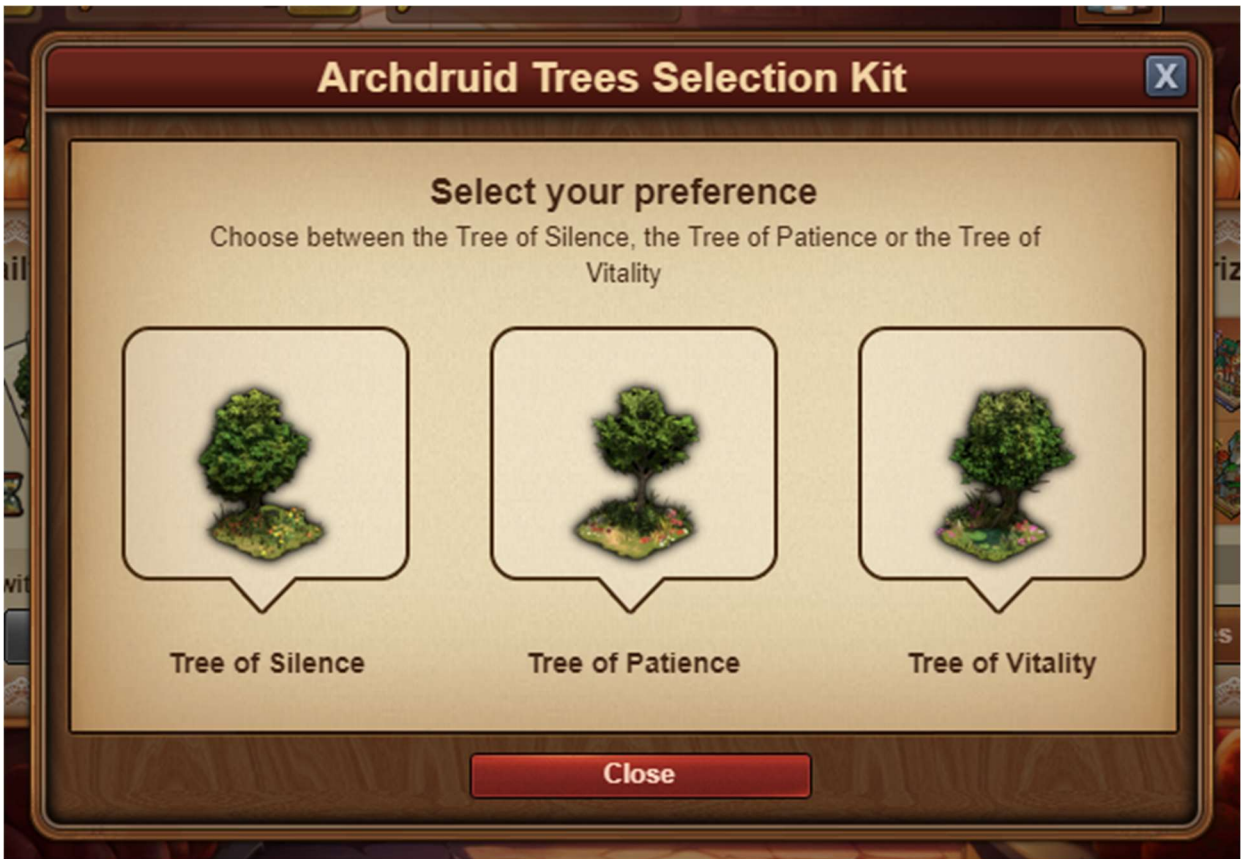 Archdruid Trees Selection Kit
X
Select your preference
Choose between the Tree of Silence, the Tree of Patience or the Tree of
Vitality
Tree of Silence
Tree of Patience
Tree of Vitality
Close